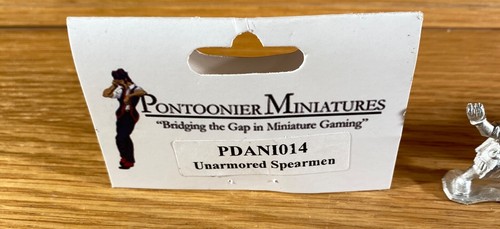 PONTOONIER MINIATURES
"Bridging the Gap in Miniature Gaming"
PDANI014
Unarmored Spearmen